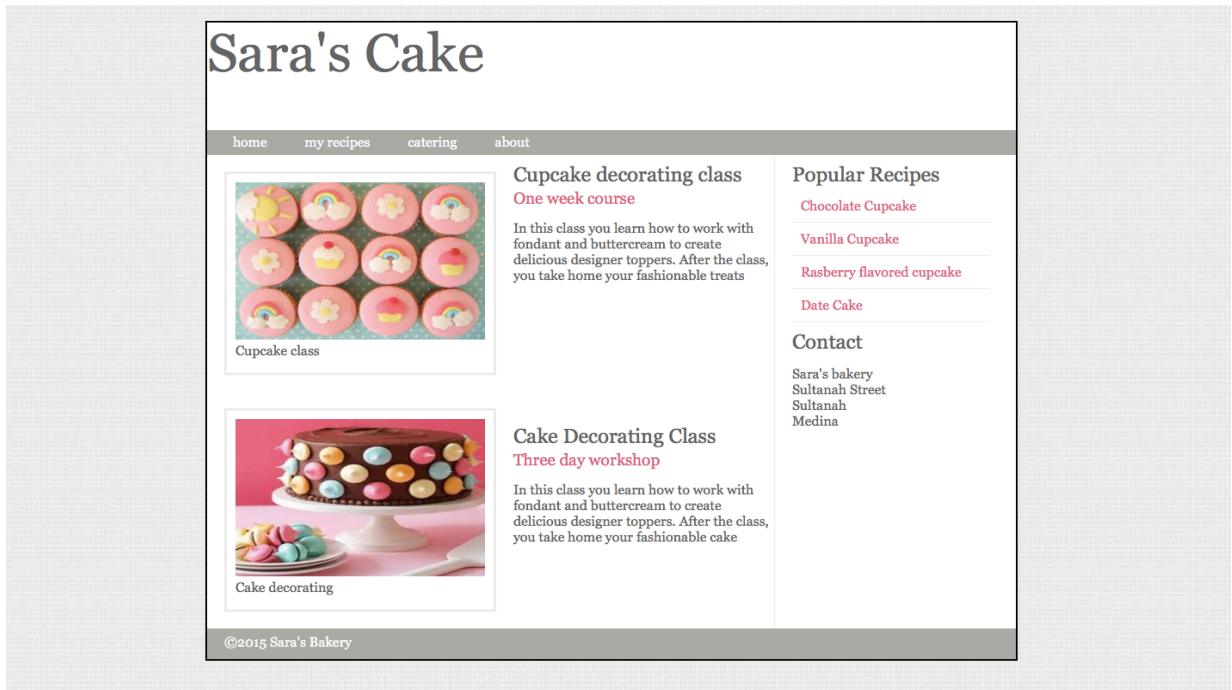 Sara's Cake
home my recipes catering about
Cupcake class
Cupcake decorating class
One week course
In this class you learn how to work with
fondant and buttercream to create
delicious designer toppers. After the class,
you take home your fashionable treats
Cake decorating
Cake Decorating Class
Three day workshop
In this class you learn how to work with
fondant and buttercream to create
delicious designer toppers. After the class,
you take home your fashionable cake
Popular Recipes
Chocolate Cupcake
Vanilla Cupcake
Rasberry flavored cupcake
Date Cake
Contact
Sara's bakery
Sultanah Street
Sultanah
Medina
©2015 Sara's Bakery